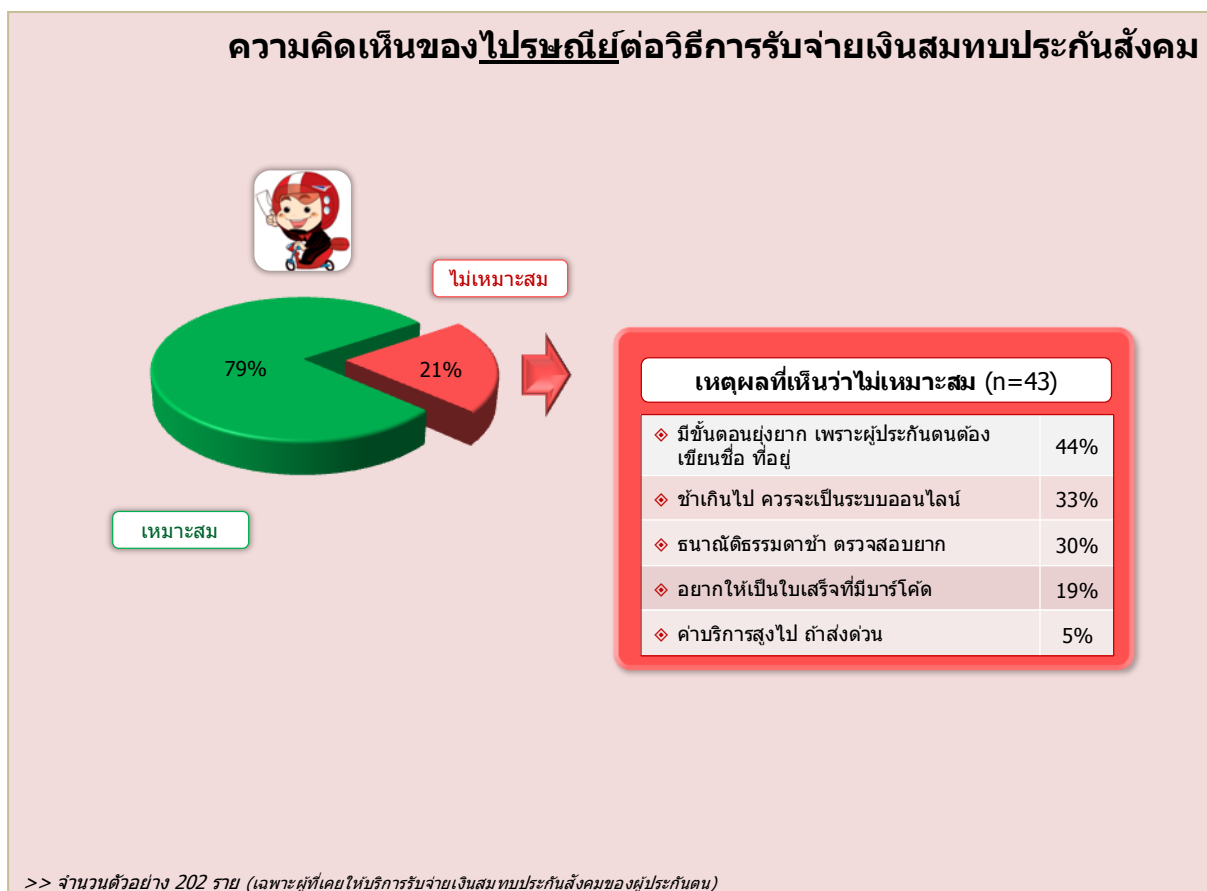 ความคิดเห็นของไปรษณีย์ต่อวิธีการรับจ่ายเงินสมทบประกันสังคม
ไม่เหมาะสม
79%
21%
เหมาะสม
เหตุผลที่เห็นว่าไม่เหมาะสม (n=43)
มีขั้นตอนยุ่งยาก เพราะผู้ประกันตนต้อง
เขียนชื่อ ที่อยู่
44%
ช้าเกินไป ควรจะเป็นระบบออนไลน์
33%
ธนาณัติธรรมดาช้า ตรวจสอบยาก
30%
อยากให้เป็นใบเสร็จที่มีบาร์โค้ด
19%
ค่าบริการสูงไป ถ้าส่งด่วน
5%
>> จำนวนตัวอย่าง 202 ราย (เฉพาะผู้ที่เคยให้บริการรับจ่ายเงินสมทบประกันสังคมของผู้ประกันตน)